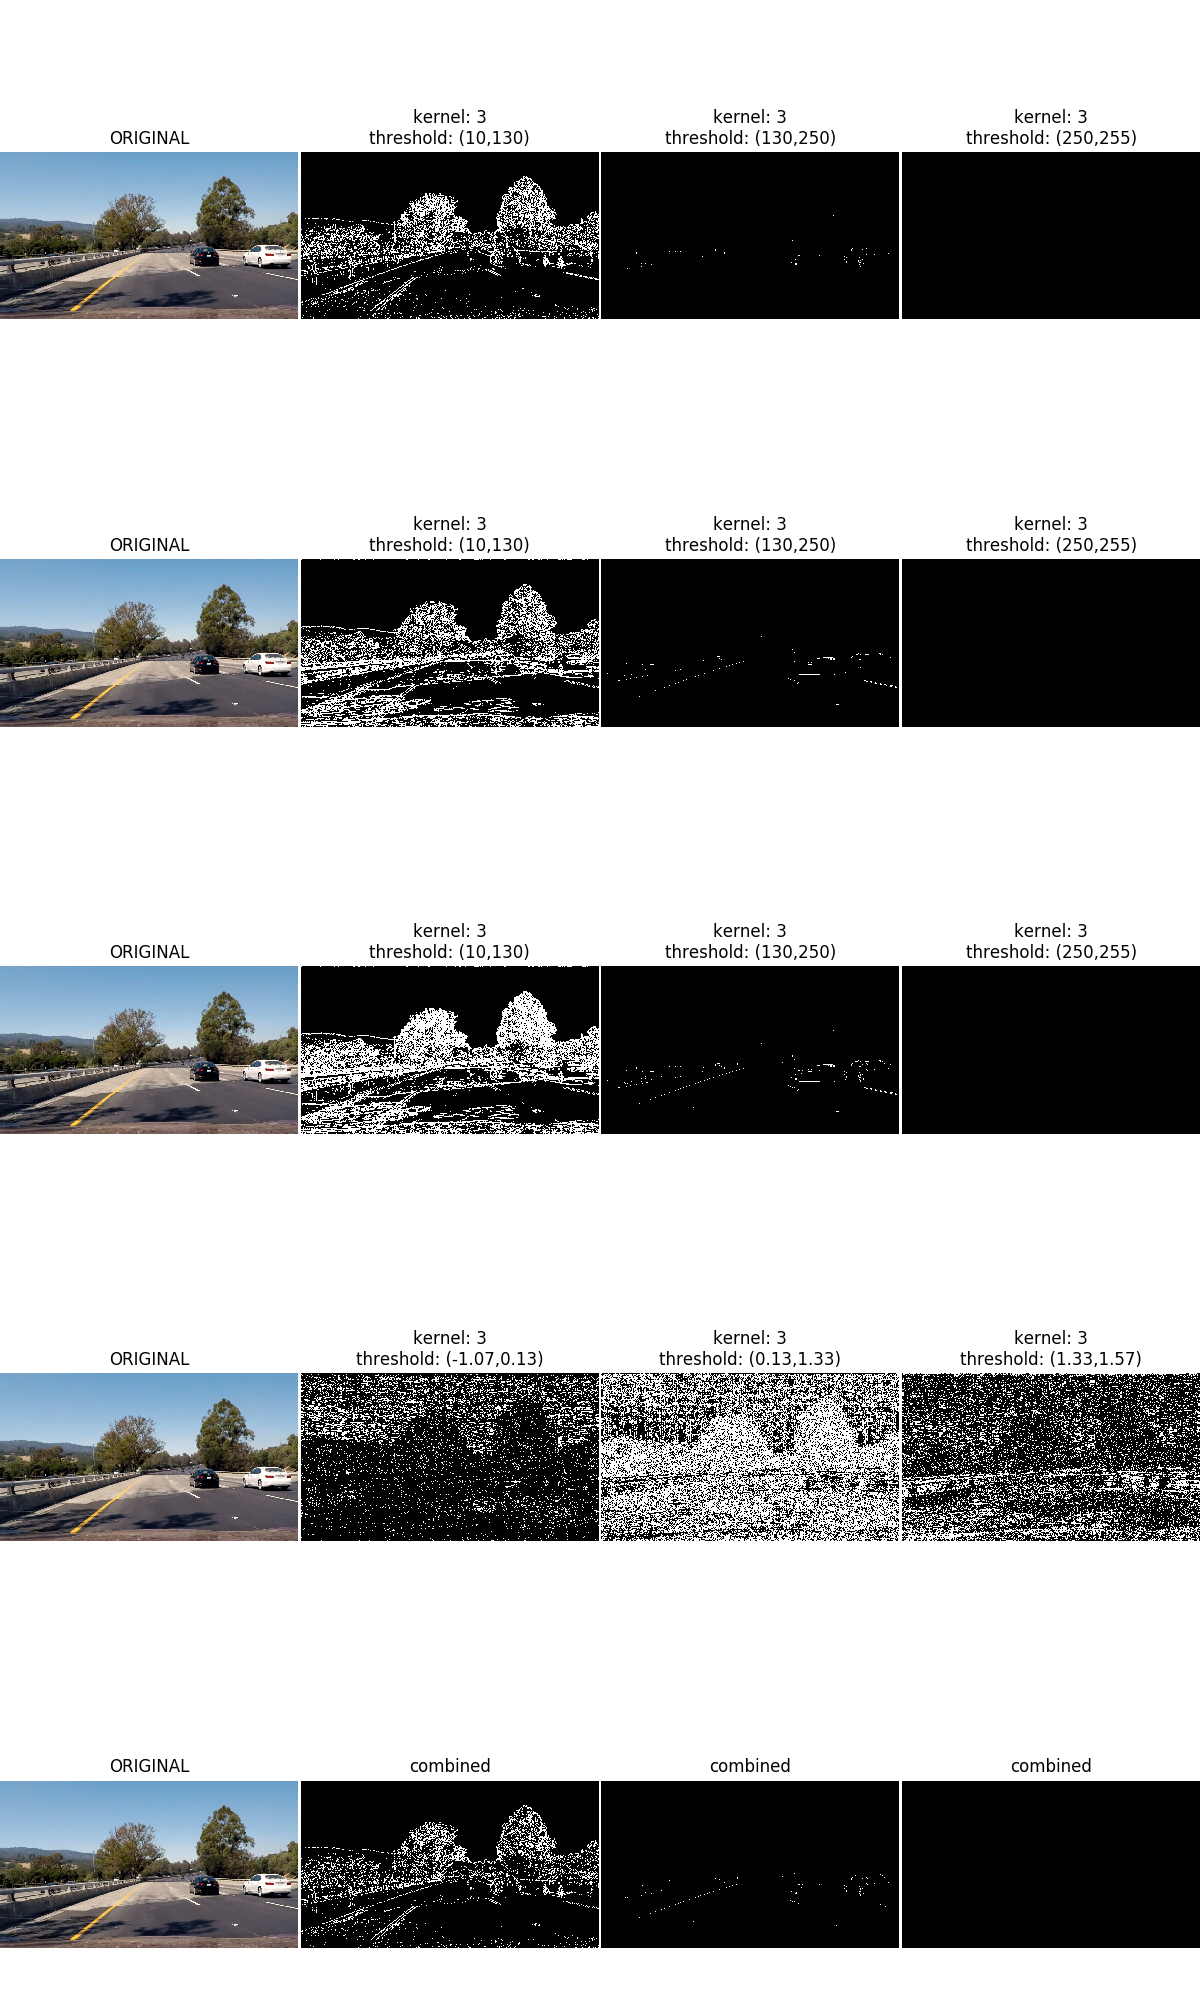 kernel: 3
kernel: 3
kernel: 3
ORIGINAL
threshold: (10,130)
threshold: (130,250)
threshold: (250,255)
kernel: 3
kernel: 3
kernel: 3
ORIGINAL
threshold: (10,130)
threshold: (130,250)
threshold: (250,255)
kernel: 3
kernel: 3
kernel: 3
ORIGINAL
threshold: (10,130)
threshold: (130,250)
threshold: (250,255)
kernel: 3
kernel: 3
kernel: 3
ORIGINAL
threshold: (-1.07,0.13)
threshold: (0.13,1.33)
threshold: (1.33,1.57)
ORIGINAL
combined
combined
combined